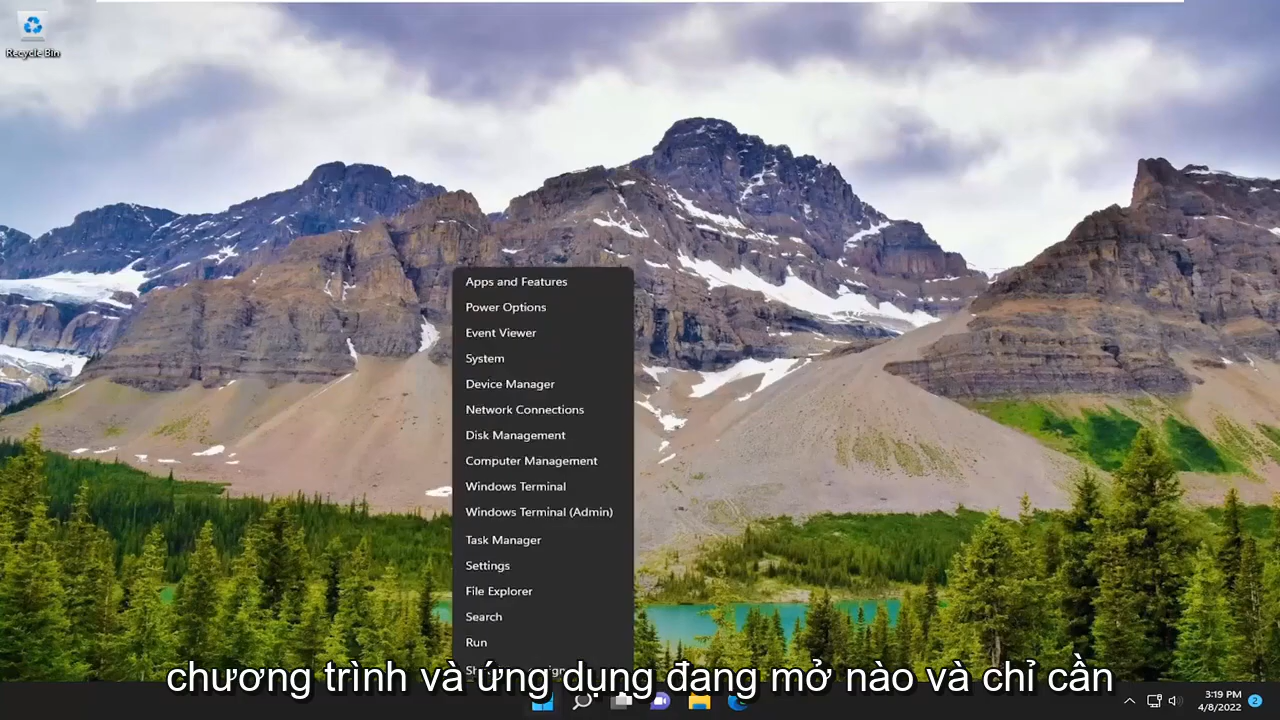 Recycle Bin
Apps and Features
Power Options
Event Viewer
System
Device Manager
Network Connections
Disk Management
Computer Management
Windows Terminal
Windows Terminal (Admin)
Task Manager
Settings
File Explorer
Search
Run
chương trình và ứng dụng đang mở nào và chỉ cần
3:19 PM
4/8/2022
2